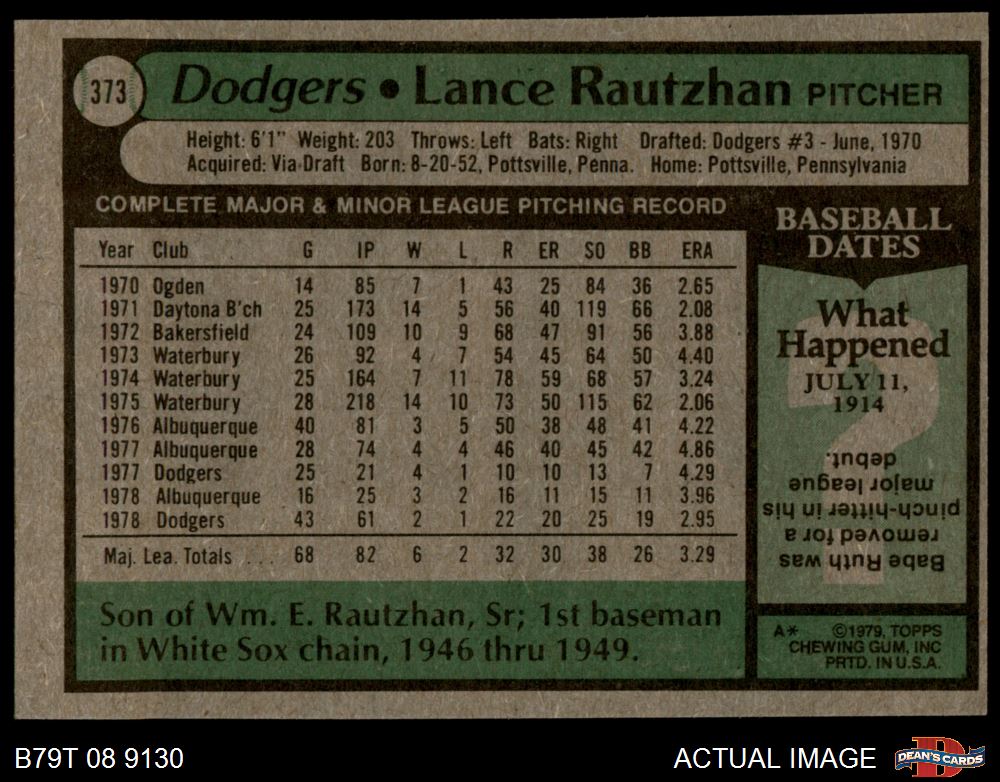 373
Dodgers • Lance Rautzhan PITCHER
Height: 6'1" Weight: 203 Throws: Left Bats: Right Drafted: Dodgers #3 - June, 1970
Acquired: Via Draft Born: 8-20-52, Pottsville, Penna. Home: Pottsville, Pennsylvania
COMPLETE MAJOR & MINOR LEAGUE PITCHING RECORD
Year Club G IP W L R ER SO BB ERA
1970 Ogden 14 85 7 1 43 25 84 36 2.65
1971 Daytona B'ch 25 173 14 5 56 40 119 66 2.08
1972 Bakersfield 24 109 10 9 68 47 91 56 3.88
1973 Waterbury 26 92 4 7 54 45 64 50 4.40
1974 Waterbury 25 164 7 11 78 59 68 57 3.24
1975 Waterbury 28 218 14 10 73 50 115 62 2.06
1976 Albuquerque 40 81 3 5 50 38 48 41 4.22
1977 Albuquerque 28 74 4 4 46 40 45 42 4.86
1977 Dodgers 25 21 4 1 10 10 13 7 4.29
1978 Albuquerque 16 25 3 2 16 11 15 11 3.96
1978 Dodgers 43 61 2 1 22 20 25 19 2.95
Maj. Lea. Totals . . . 68 82 6 2 32 30 38 26 3.29
Son of Wm. E. Rautzhan, Sr; 1st baseman
in White Sox chain, 1946 thru 1949.
BASEBALL
DATES
What
Happened
JULY 11,
1914
?
Babe Ruth was
removed for a
pinch-hitter in his
major league
debut.
A* ©1979, TOPPS
CHEWING GUM, INC
PRTD. IN U.S.A.
B79T 08 9130
ACTUAL IMAGE
D
DEAN'S CARDS